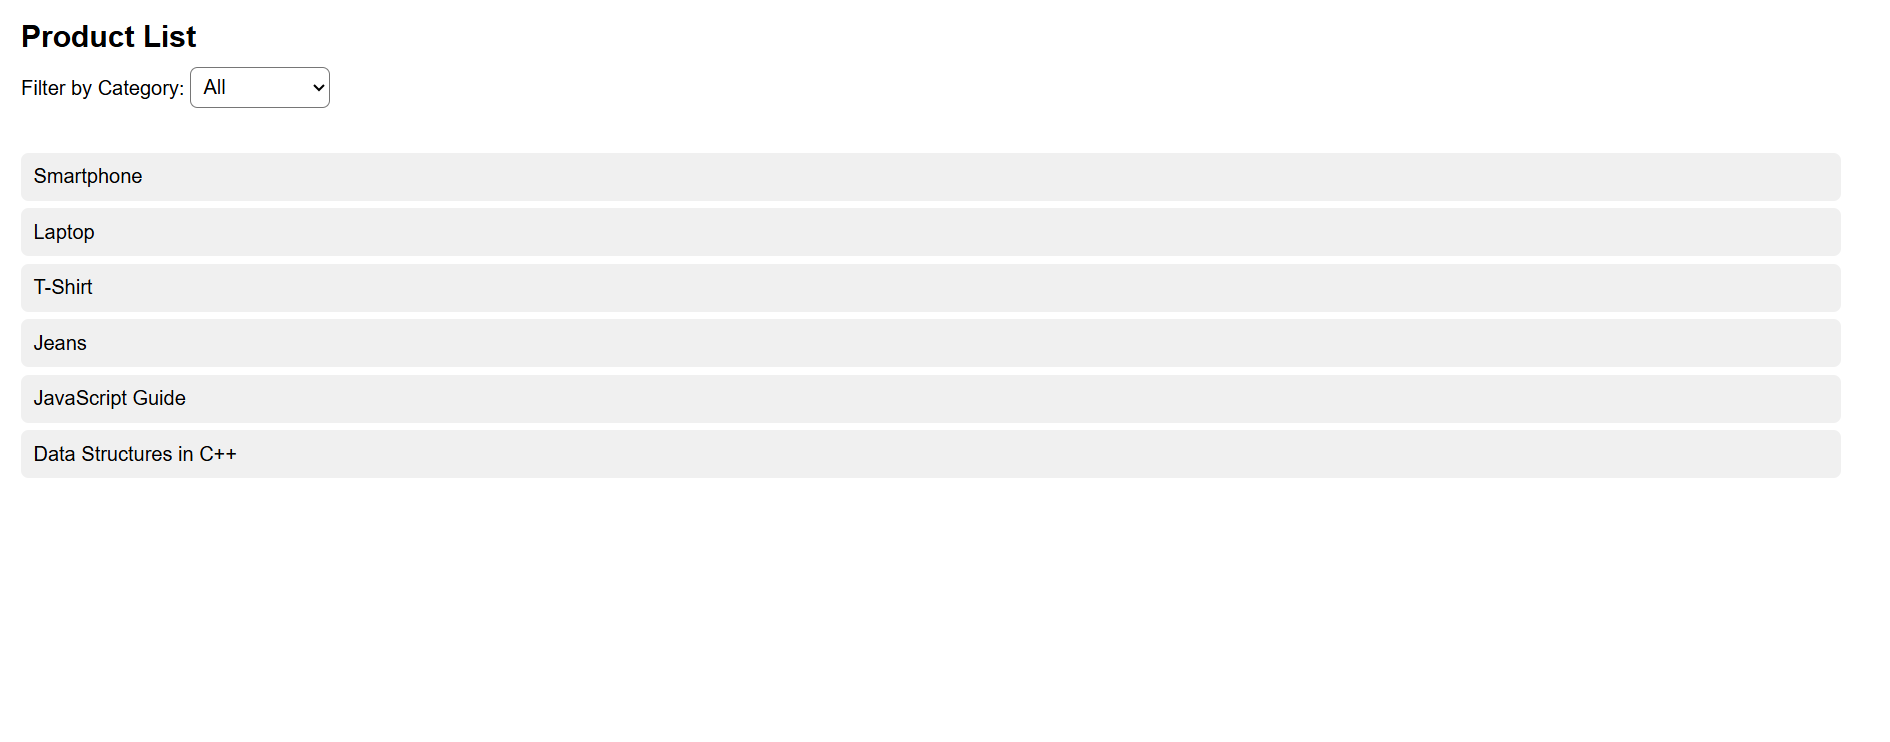 Product List
Filter by Category: All
Smartphone
Laptop
T-Shirt
Jeans
JavaScript Guide
Data Structures in C++